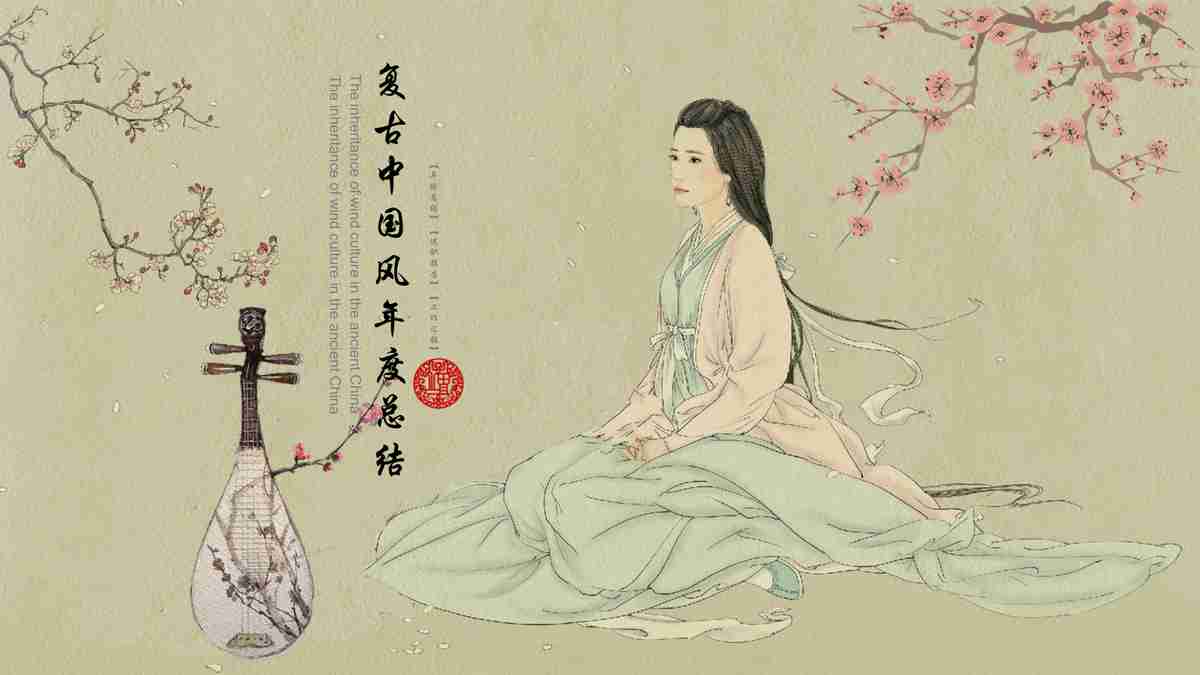 复古中国风年度总结
The inheritance of wind culture in the ancient China
The inheritance of wind culture in the ancient China